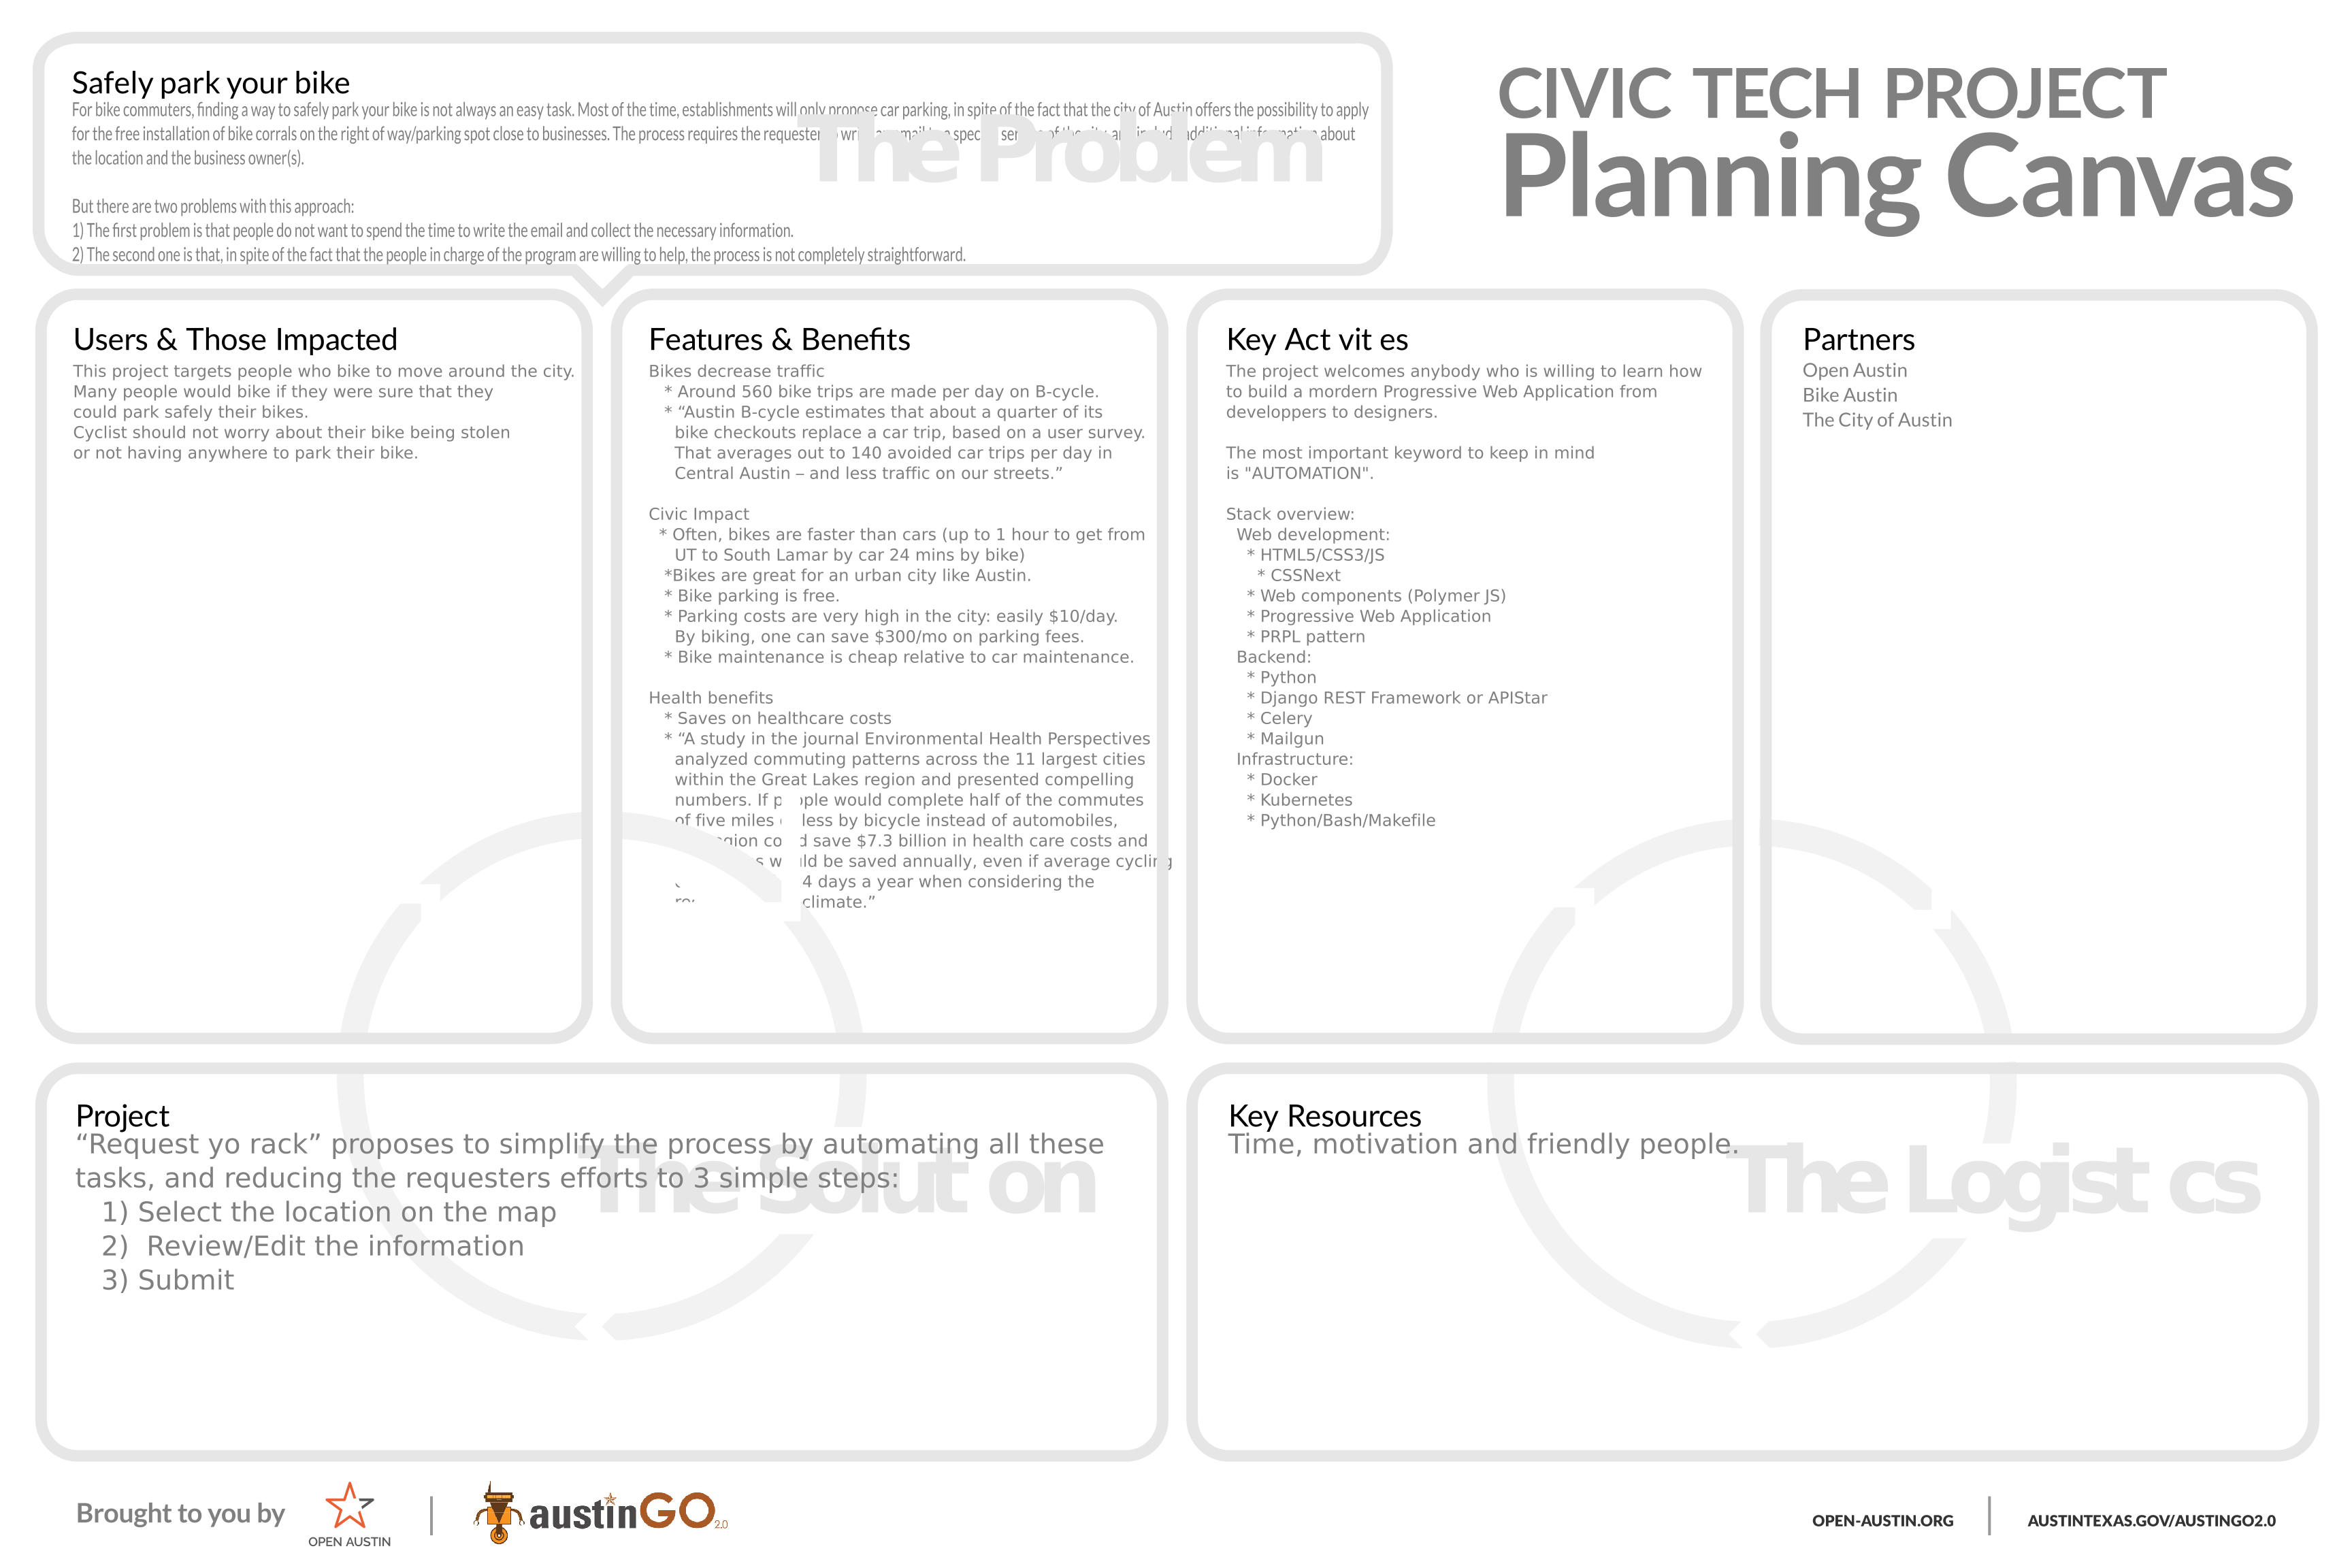 Safely park your bike
For bike commuters, finding a way to safely park your bike is not always an easy task. Most of the time, establishments will only propose car parking, in spite of the fact that the city of Austin offers the possibility to apply
for the free installation of bike corrals on the right of way/parking spot close to businesses. The process requires the requester about
the location and the business owner(s).
The Problem
But there are two problems with this approach:
1) The first problem is that people do not want to spend the time to write the email and collect the necessary information.
2) The second one is that, in spite of the fact that the people in charge of the program are willing to help, the process is not completely straightforward.
CIVIC TECH PROJECT
Planning Canvas
Users & Those Impacted
This project targets people who bike to move around the city.
Many people would bike if they were sure that they
could park safely their bikes.
Cyclist should not worry about their bike being stolen
or not having anywhere to park their bike.
Features & Benefits
Bikes decrease traffic
* Around 560 bike trips are made per day on B-cycle.
* “Austin B-cycle estimates that about a quarter of its
bike checkouts replace a car trip, based on a user survey.
That averages out to 140 avoided car trips per day in
Central Austin – and less traffic on our streets.”
Civic Impact
* Often, bikes are faster than cars (up to 1 hour to get from
UT to South Lamar by car 24 mins by bike)
*Bikes are great for an urban city like Austin.
* Bike parking is free.
* Parking costs are very high in the city: easily $10/day.
By biking, one can save $300/mo on parking fees.
* Bike maintenance is cheap relative to car maintenance.
Health benefits
* Saves on healthcare costs
* “A study in the journal Environmental Health Perspectives
analyzed commuting patterns across the 11 largest cities
within the Great Lakes region and presented compelling
numbers. If would complete half of the commutes
of five miles less by bicycle instead of automobiles,
save $7.3 billion in health care costs and
be saved annually, even if average cycling
4 days a year when considering the
climate.”
Key Act vit es
The project welcomes anybody who is willing to learn how
to build a mordern Progressive Web Application from
developpers to designers.
The most important keyword to keep in mind
is "AUTOMATION".
Stack overview:
Web development:
* HTML5/CSS3/JS
* CSSNext
* Web components (Polymer JS)
* Progressive Web Application
* PRPL pattern
Backend:
* Python
* Django REST Framework or APIStar
* Celery
* Mailgun
Infrastructure:
* Docker
* Kubernetes
* Python/Bash/Makefile
Partners
Open Austin
Bike Austin
The City of Austin
Project
“Request yo rack” proposes to simplify the process by automating all these
tasks, and reducing the requesters efforts to 3 simple steps:
1) Select the location on the map
2) Review/Edit the information
3) Submit
The Solut on
Key Resources
Time, motivation and friendly people.
The Logist cs
Brought to you by
OPEN AUSTIN
austinGO 2.0
OPEN-AUSTIN.ORG
AUSTINTEXAS.GOV/AUSTINGO2.0